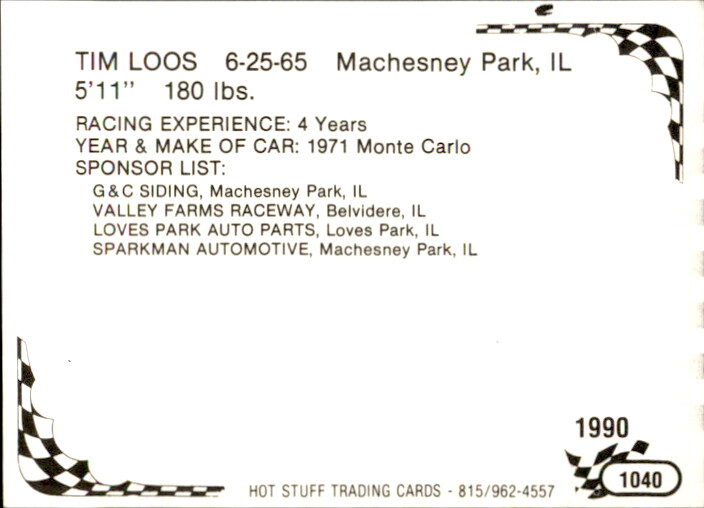 TIM LOOS 6-25-65 Machesney Park, IL
5'11" 180 lbs.
RACING EXPERIENCE: 4 Years
YEAR & MAKE OF CAR: 1971 Monte Carlo
SPONSOR LIST:
G&C SIDING, Machesney Park, IL
VALLEY FARMS RACEWAY, Belvidere, IL
LOVES PARK AUTO PARTS, Loves Park, IL
SPARKMAN AUTOMOTIVE, Machesney Park, IL
1990
1040
HOT STUFF TRADING CARDS - 815/962-4557